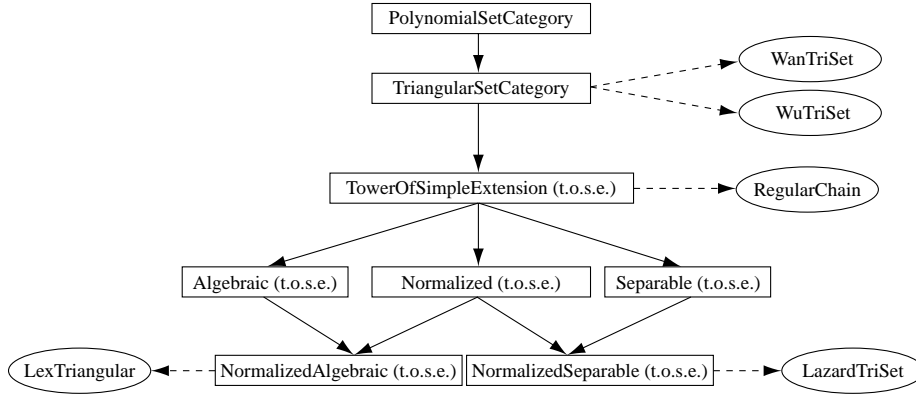 PolynomialSetCategory
WanTriSet
TriangularSetCategory
WuTriSet
TowerOfSimpleExtension (t.o.s.e.)
RegularChain
Algebraic (t.o.s.e.)
Normalized (t.o.s.e.)
Separable (t.o.s.e.)
LexTriangular
NormalizedAlgebraic (t.o.s.e.)
NormalizedSeparable (t.o.s.e.)
LazardTriSet